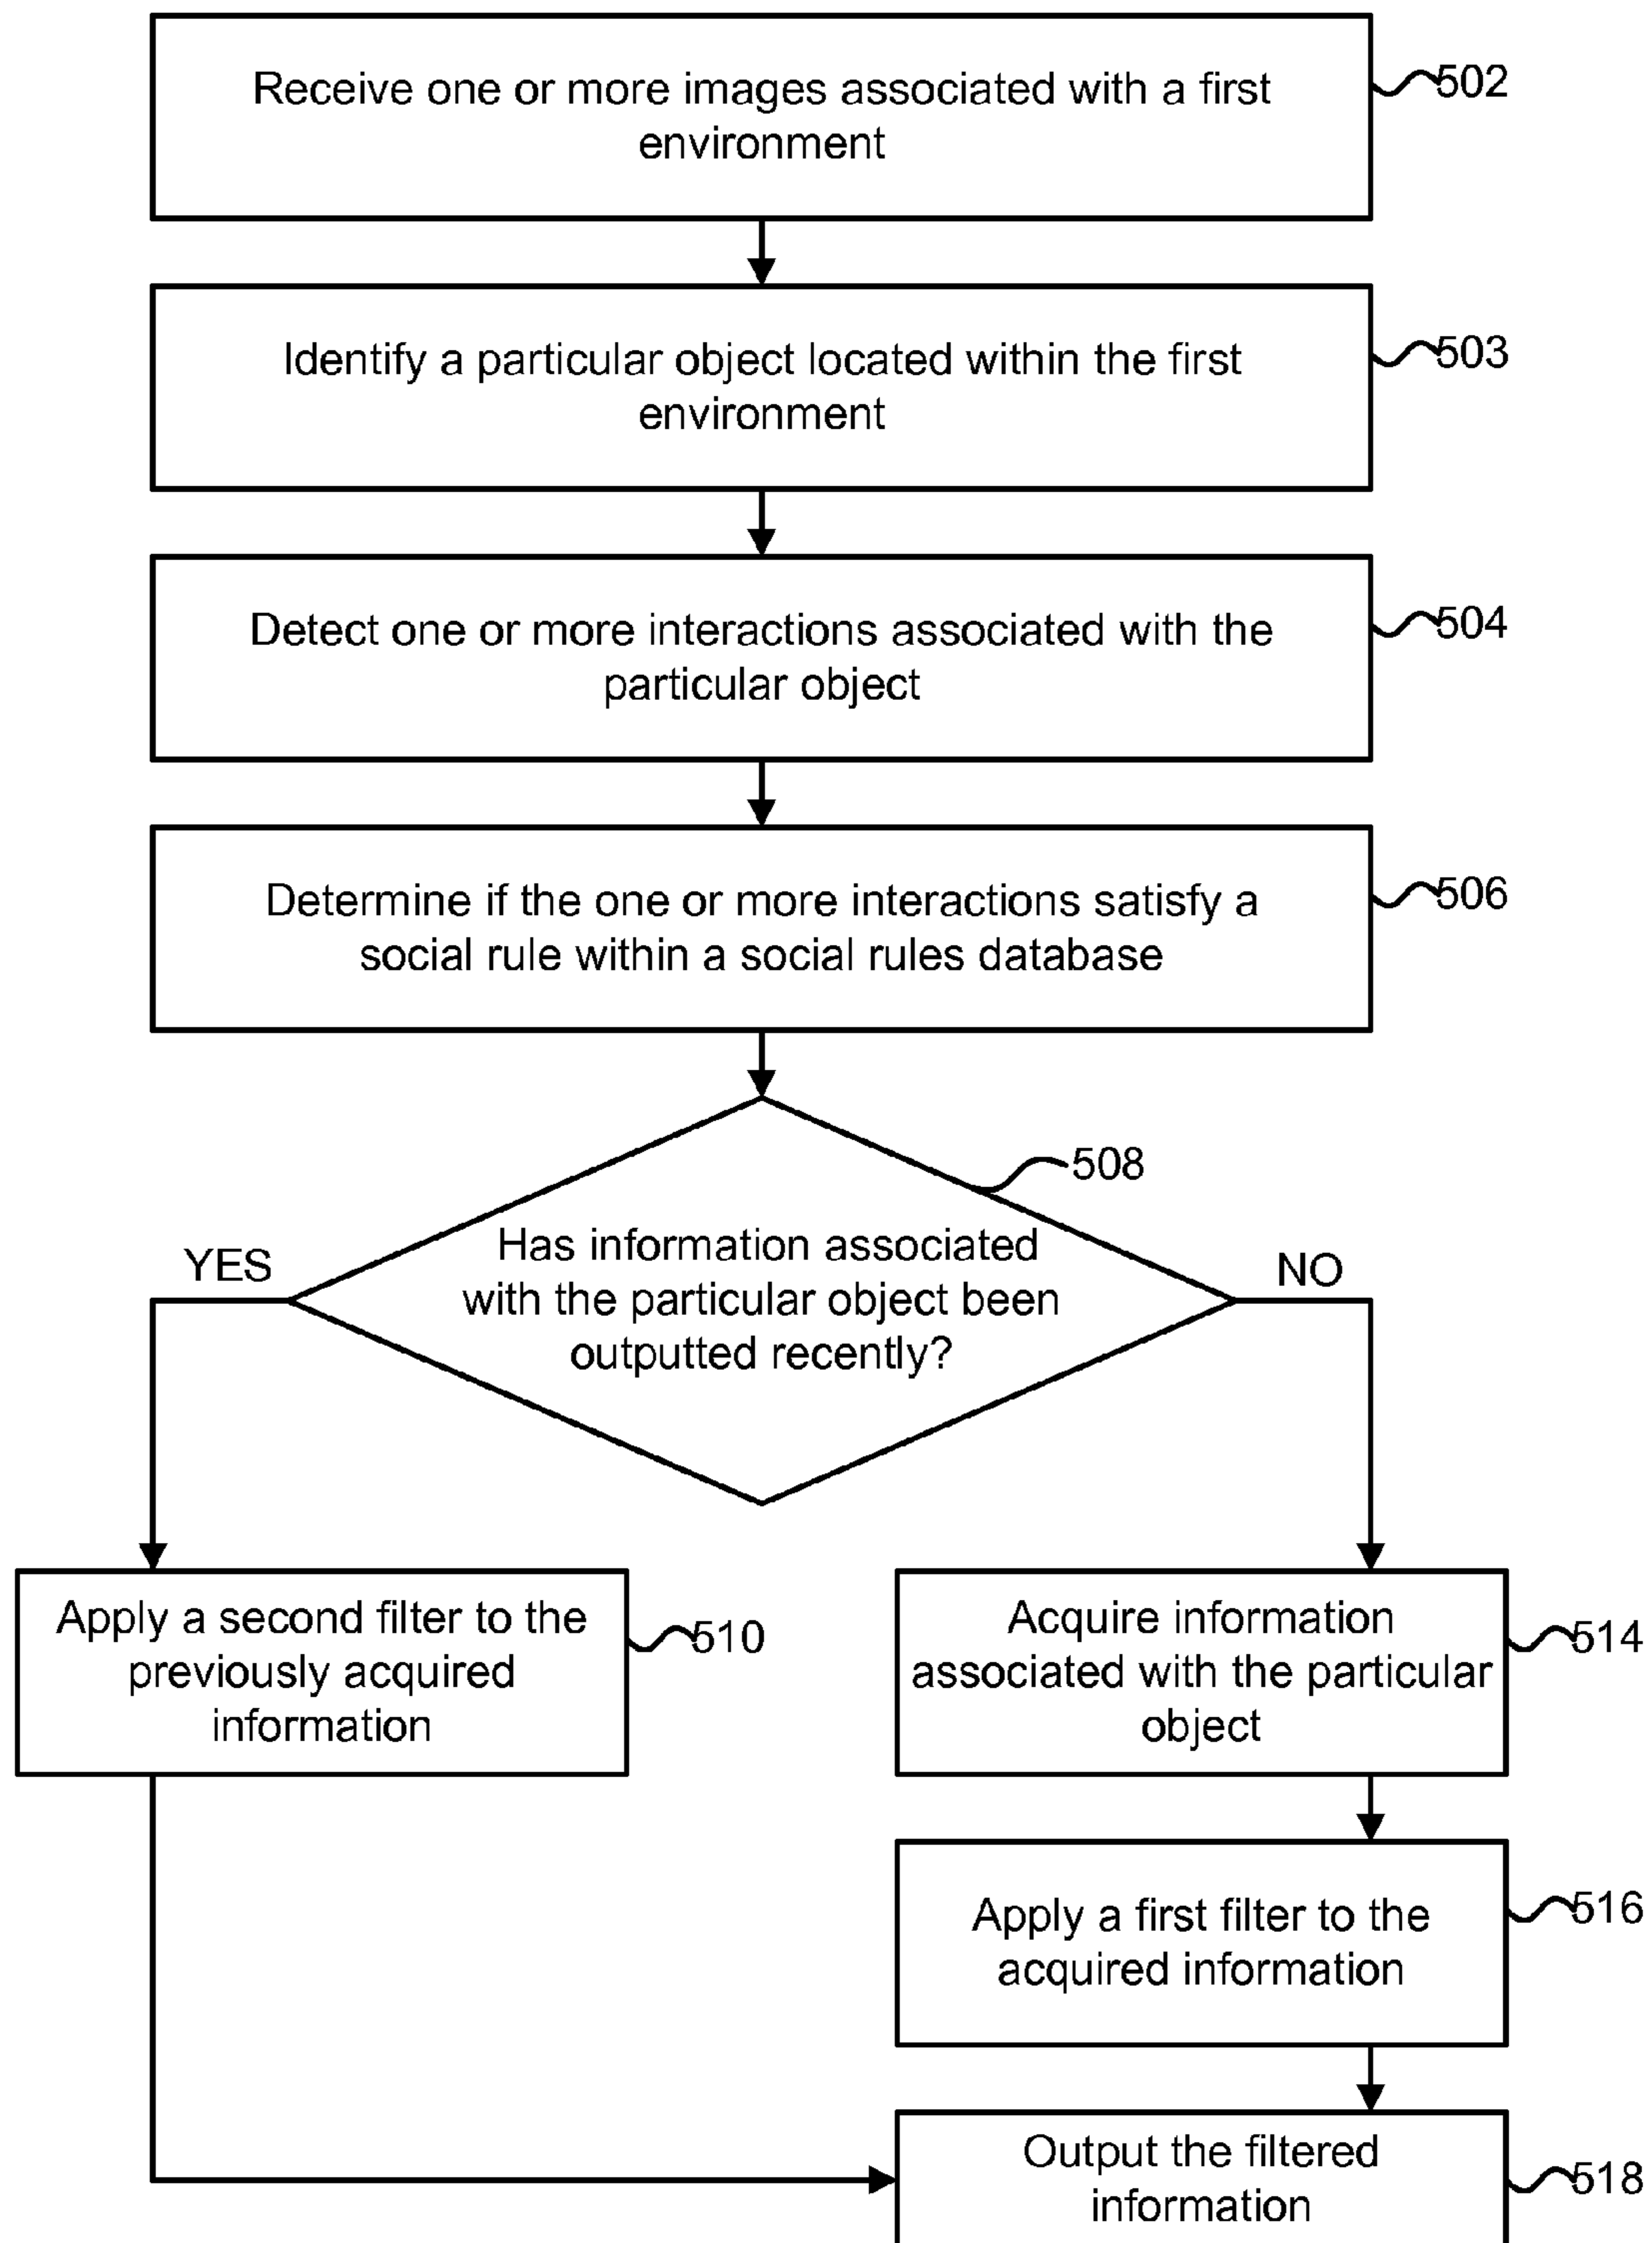 Receive one or more images associated with a first
environment
502
Identify a particular object located within the first
environment
503
Detect one or more interactions associated with the
particular object
504
Determine if the one or more interactions satisfy a
social rule within a social rules database
506
508
Has information associated
with the particular object been
outputted recently?
YES
NO
Apply a second filter to the
previously acquired
information
510
Acquire information
associated with the particular
object
514
Apply a first filter to the
acquired information
516
Output the filtered
information
518